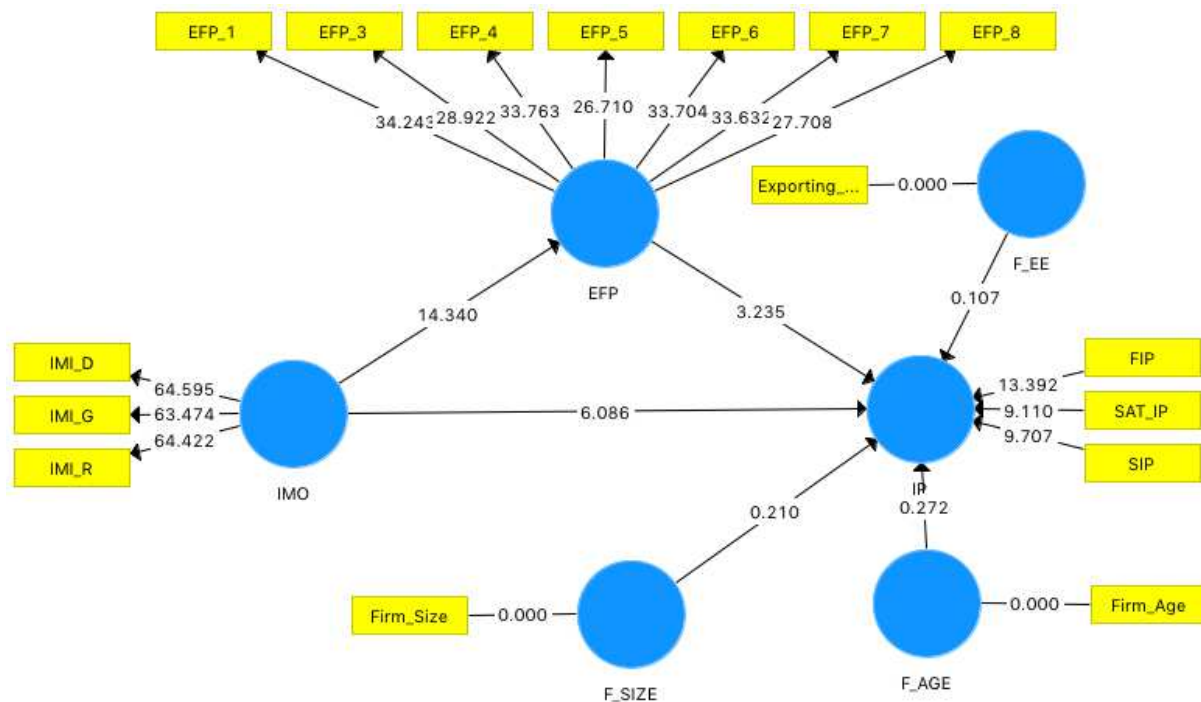 EFP_1 EFP_3 EFP_4 EFP_5 EFP_6 EFP_7 EFP_8
34.243 28.922 33.763 26.710 33.704 33.632 27.708
Exporting_... 0.000
F_EE
EFP
0.107
14.340 3.235
IMI_D 64.595
IMI_G 63.474
IMI_R 64.422
IMO
6.086
13.392 FIP
9.110 SAT_IP
9.707 SIP
IP
0.210 0.272
Firm_Size 0.000
F_SIZE
0.000 Firm_Age
F_AGE